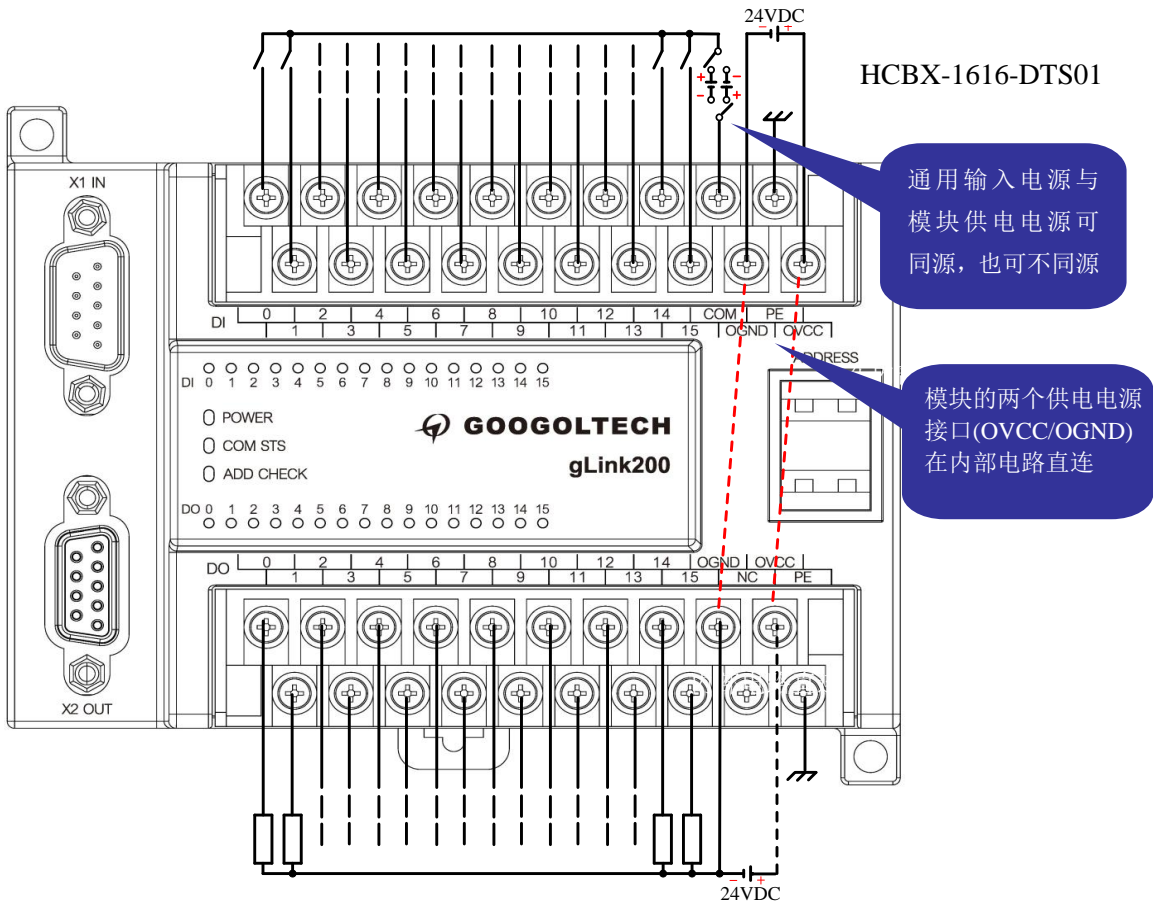 24VDC
- +
HCBX-1616-DTS01
+ -
- +
通用输入电源与
模块供电电源可
同源，也可不同源
X1 IN
DI 0 2 4 6 8 10 12 14 COM PE
1 3 5 7 9 11 13 15 OGND OVCC
ADDRESS
DI 0 1 2 3 4 5 6 7 8 9 10 11 12 13 14 15
POWER
COM STS
ADD CHECK
GOOGOLTECH
gLink200
模块的两个供电电源
接口(OVCC/OGND)
在内部电路直连
DO 0 1 2 3 4 5 6 7 8 9 10 11 12 13 14 15
DO 0 2 4 6 8 10 12 14 OGND OVCC
1 3 5 7 9 11 13 15 NC PE
X2 OUT
- +
24VDC